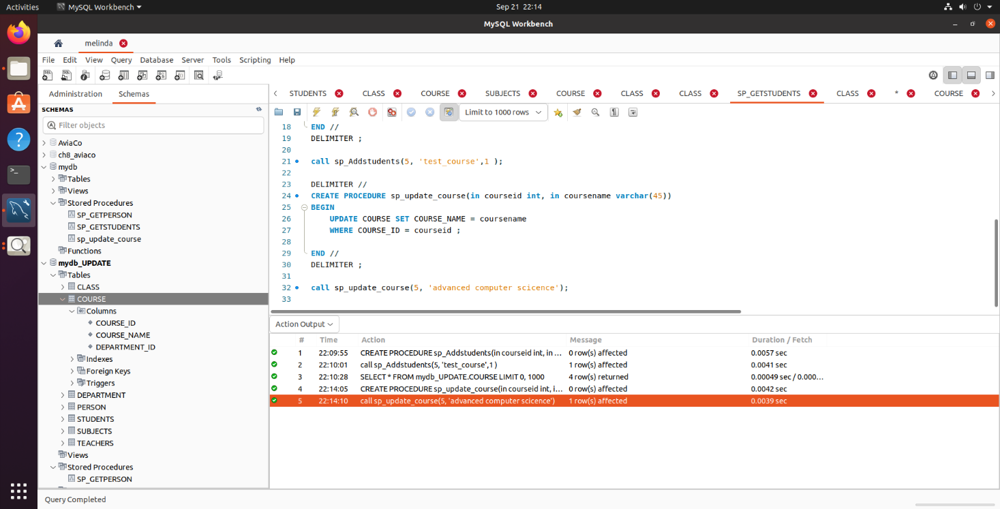 Activities MySQL Workbench Sep 21 22:14
MySQL Workbench
melinda
File Edit View Query Database Server Tools Scripting Help
Administration Schemas
SCHEMAS
Filter objects
AviaCo
ch8_aviaco
mydb
Tables
Views
Stored Procedures
SP_GETPERSON
SP_GETSTUDENTS
sp_update_course
Functions
mydb_UPDATE
Tables
CLASS
COURSE
Columns
COURSE_ID
COURSE_NAME
DEPARTMENT_ID
Indexes
Foreign Keys
Triggers
DEPARTMENT
PERSON
STUDENTS
SUBJECTS
TEACHERS
Views
Stored Procedures
SP_GETPERSON
STUDENTS CLASS COURSE SUBJECTS COURSE CLASS CLASS SP_GETSTUDENTS CLASS * COURSE
Limit to 1000 rows
18 END //
19 DELIMITER ;
20
21 call sp_Addstudents(5, 'test_course',1 );
22
23 DELIMITER //
24 CREATE PROCEDURE sp_update_course(in courseid int, in coursename varchar(45))
25 BEGIN
26 UPDATE COURSE SET COURSE_NAME = coursename
27 WHERE COURSE_ID = courseid ;
28
29 END //
30 DELIMITER ;
31
32 call sp_update_course(5, 'advanced computer scicence');
33
Action Output
# Time Action Message Duration / Fetch
1 22:09:55 CREATE PROCEDURE sp_Addstudents(in courseid int, in ... 0 row(s) affected 0.0057 sec
2 22:10:01 call sp_Addstudents(5, 'test_course',1 ) 1 row(s) affected 0.0041 sec
3 22:10:28 SELECT * FROM mydb_UPDATE.COURSE LIMIT 0, 1000 4 row(s) returned 0.00049 sec / 0.000...
4 22:14:05 CREATE PROCEDURE sp_update_course(in courseid int, i... 0 row(s) affected 0.0042 sec
5 22:14:10 call sp_update_course(5, 'advanced computer scicence') 1 row(s) affected 0.0039 sec
Query Completed